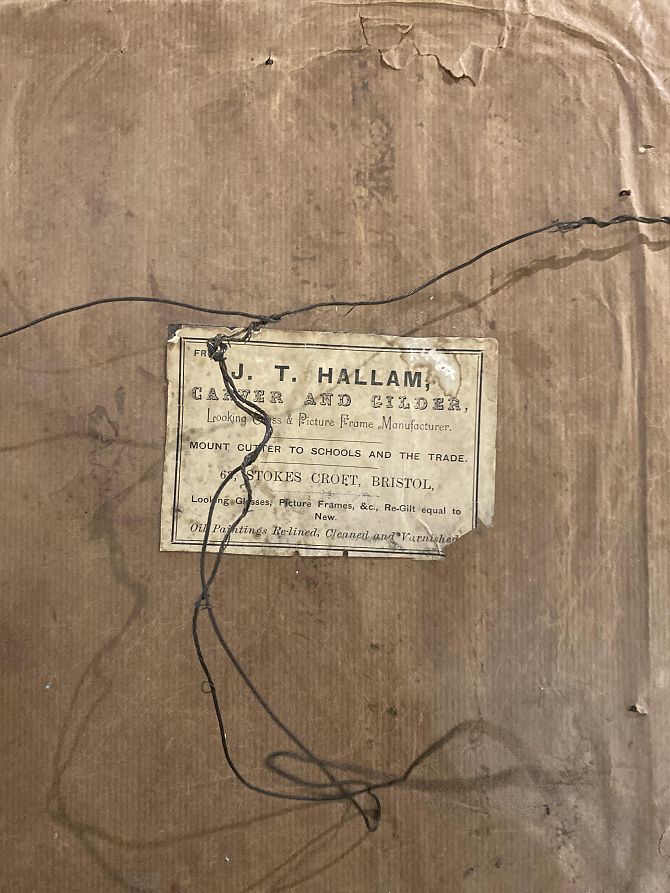 FR
J. T. HALLAM,
CARVER AND GILDER,
Looking Glass & Picture Frame Manufacturer.
MOUNT CUTTER TO SCHOOLS AND THE TRADE.
STOKES CROFT, BRISTOL,
Looking Glasses, Picture Frames, &c., Re-Gilt equal to
New.
Oil Paintings Re-lined, Cleaned and Varnished